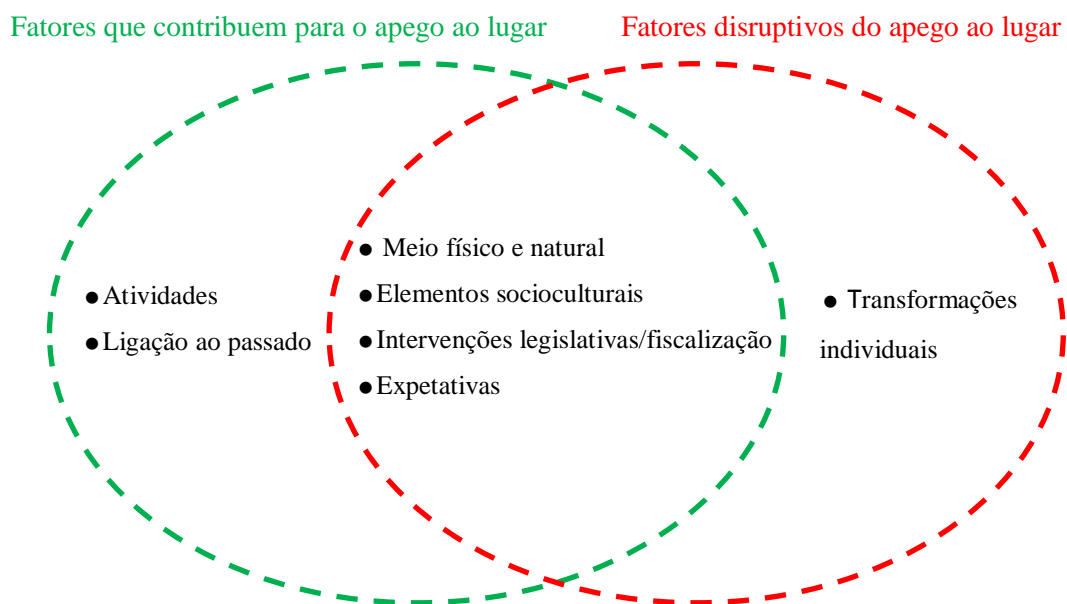 Fatores que contribuem para o apego ao lugar
Fatores disruptivos do apego ao lugar
● Atividades
● Ligação ao passado
● Meio físico e natural
● Elementos socioculturais
● Intervenções legislativas/fiscalização
● Expetativas
● Transformações
individuais